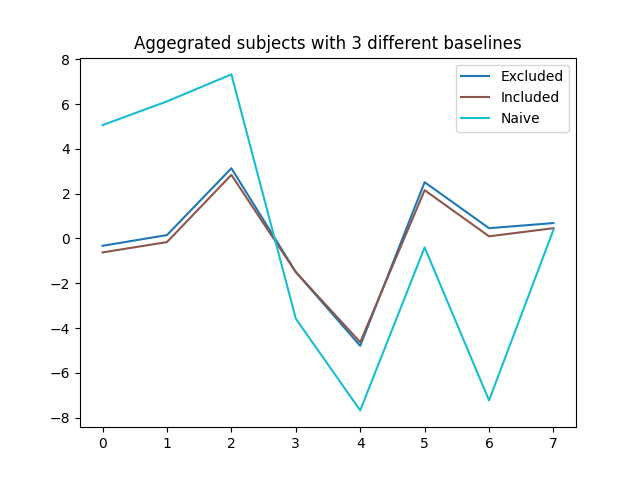 Aggegrated subjects with 3 different baselines
8
6
4
2
0
−2
−4
−6
−8
Excluded
Included
Naive
0 1 2 3 4 5 6 7